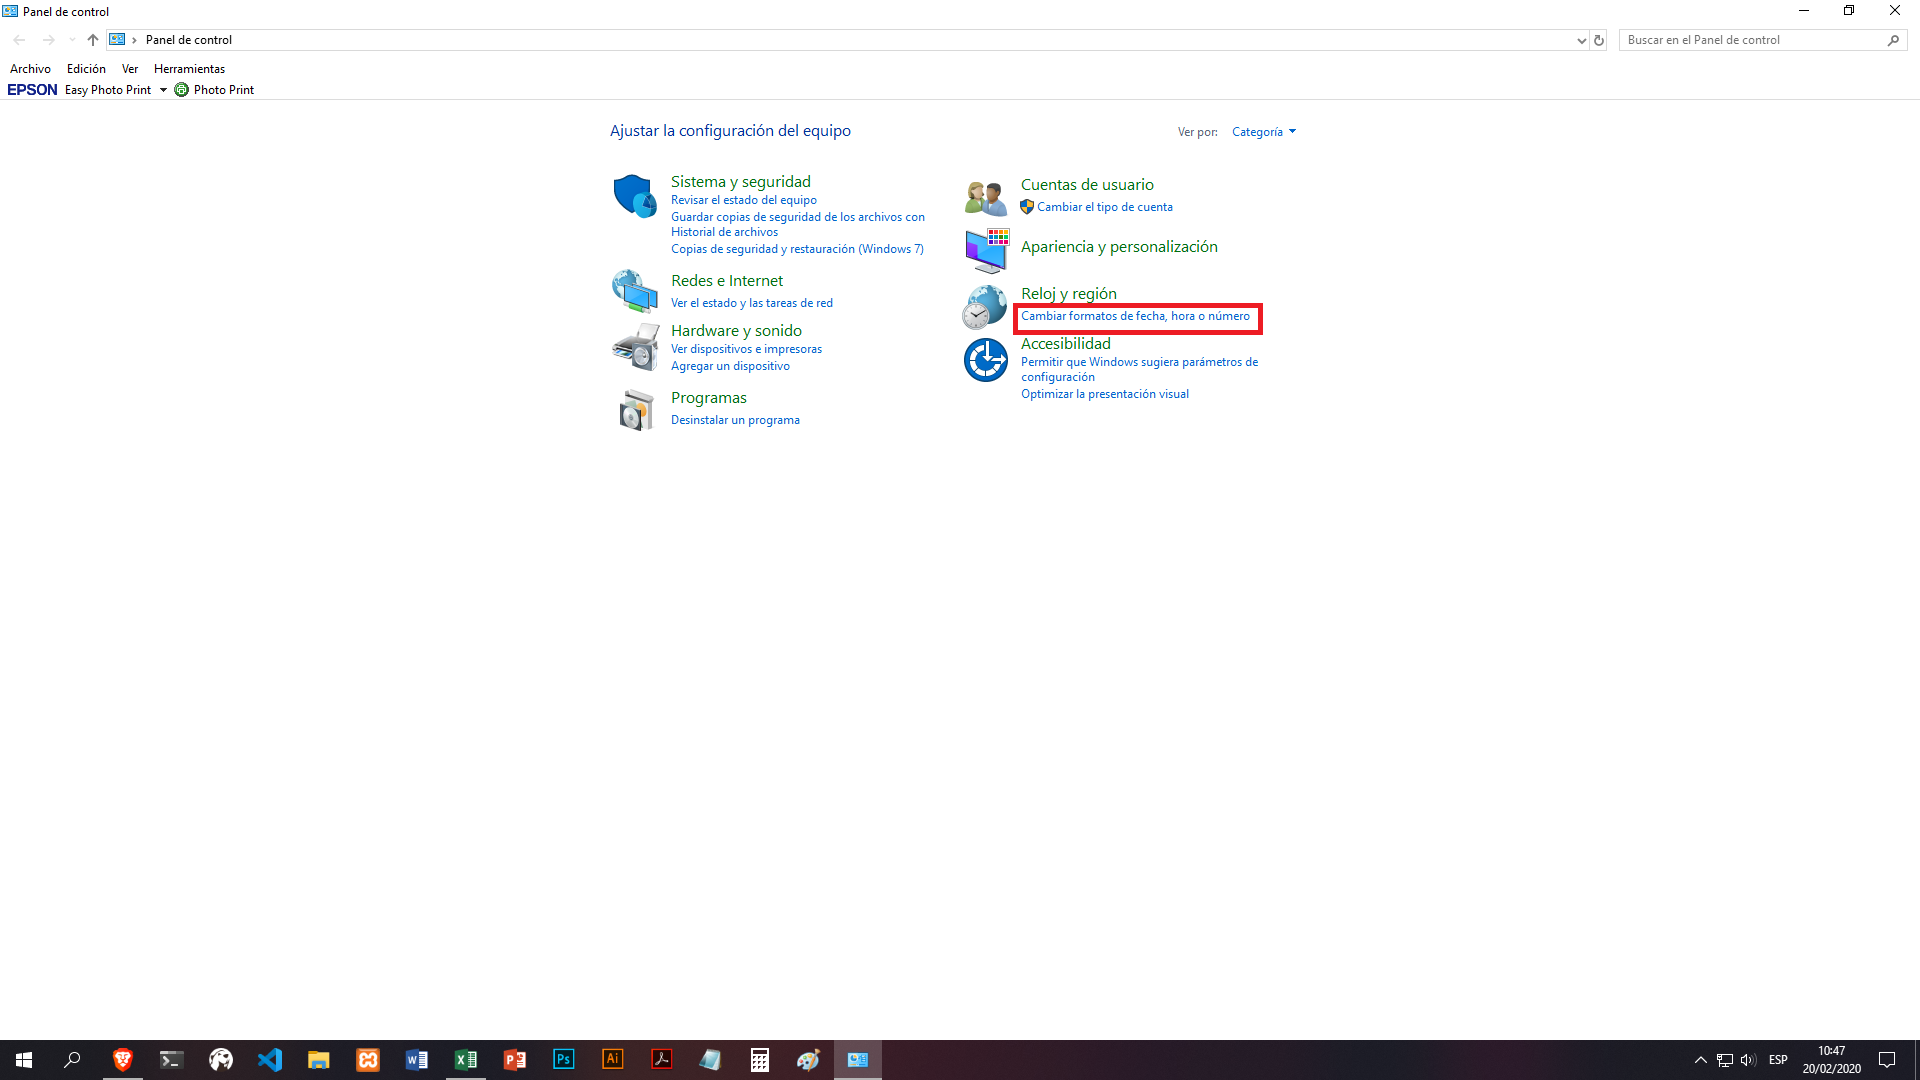 Panel de control
Panel de control
Buscar en el Panel de control
Archivo Edición Ver Herramientas
EPSON Easy Photo Print Photo Print
Ajustar la configuración del equipo
Ver por: Categoría
Sistema y seguridad
Revisar el estado del equipo
Guardar copias de seguridad de los archivos con
Historial de archivos
Copias de seguridad y restauración (Windows 7)
Redes e Internet
Ver el estado y las tareas de red
Hardware y sonido
Ver dispositivos e impresoras
Agregar un dispositivo
Programas
Desinstalar un programa
Cuentas de usuario
Cambiar el tipo de cuenta
Apariencia y personalización
Reloj y región
Cambiar formatos de fecha, hora o número
Accesibilidad
Permitir que Windows sugiera parámetros de
configuración
Optimizar la presentación visual
Ps
Ai
ESP
10:47
20/02/2020